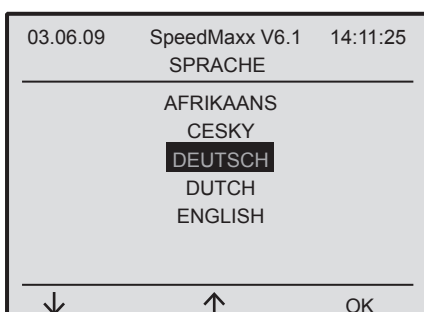 03.06.09 SpeedMaxx V6.1 14:11:25
SPRACHE
AFRIKAANS
CESKY
DEUTSCH
DUTCH
ENGLISH
↓ ↑ OK